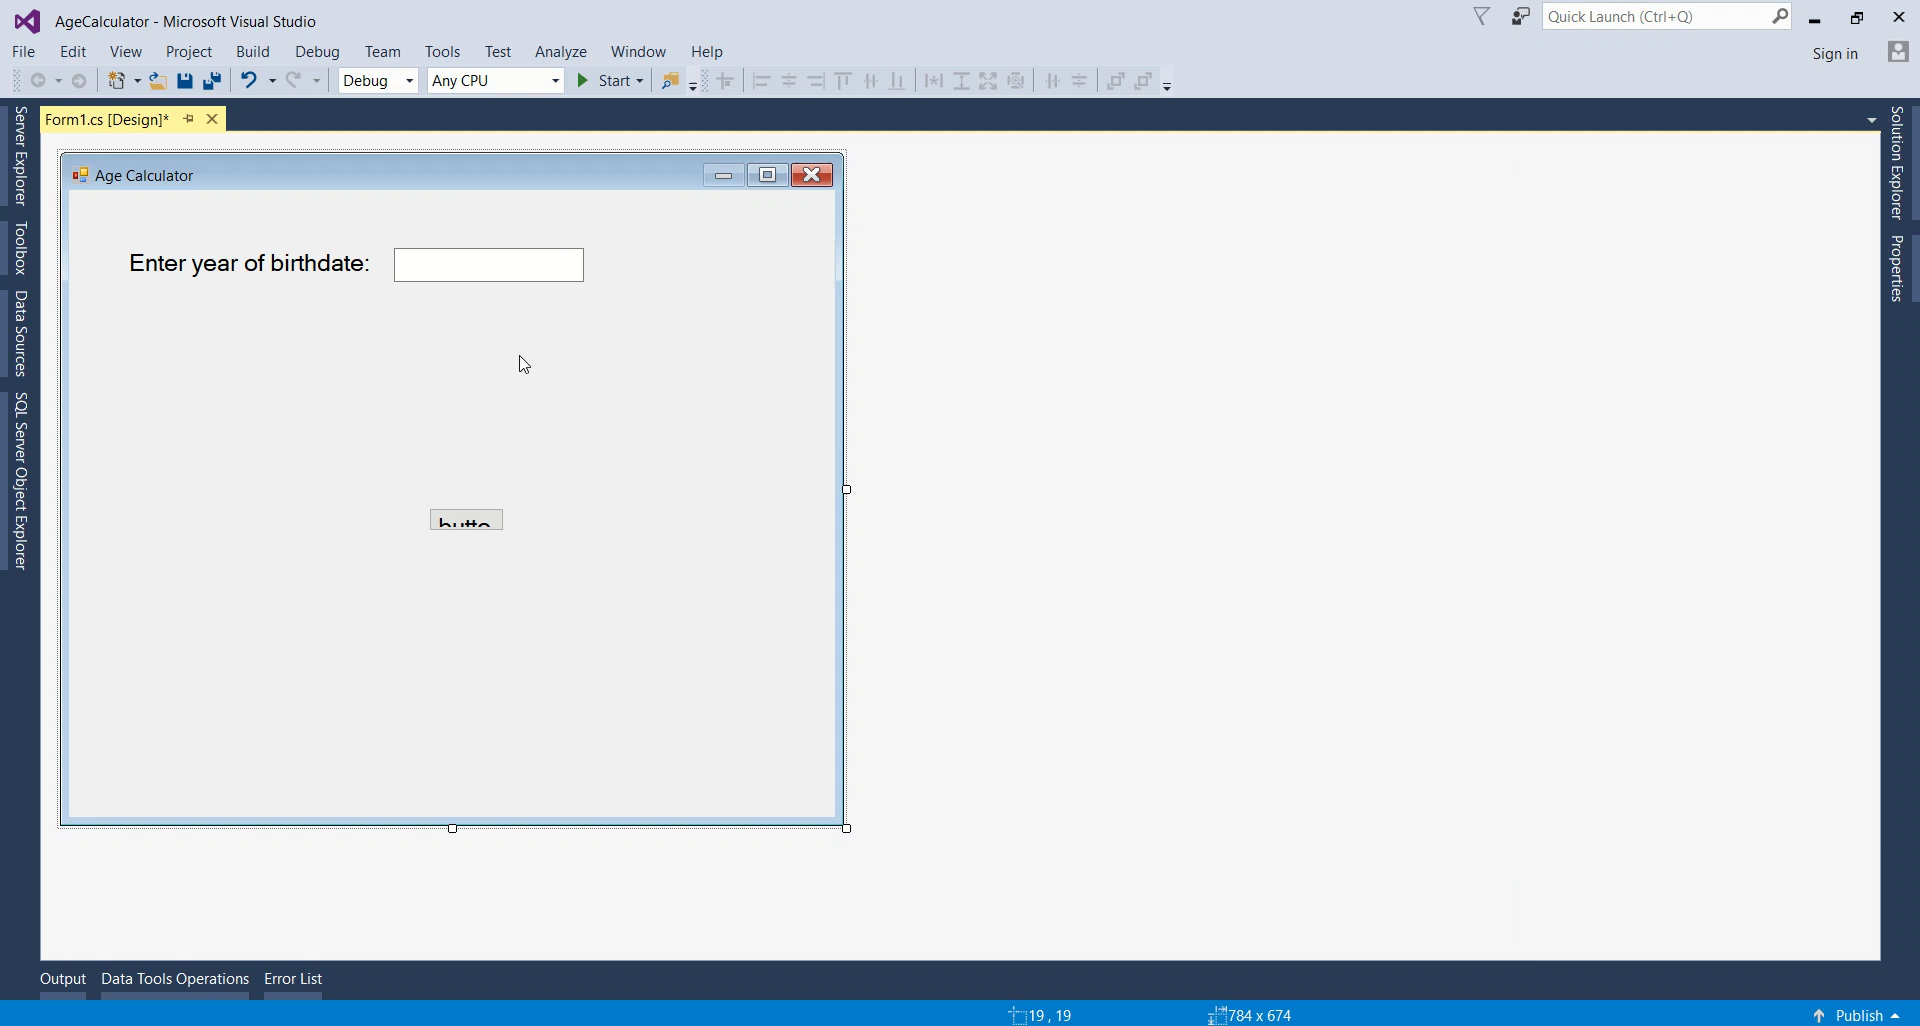 AgeCalculator - Microsoft Visual Studio
Quick Launch (Ctrl+Q)
File Edit View Project Build Debug Team Tools Test Analyze Window Help
Sign in
Debug Any CPU Start
Form1.cs [Design]*
Server Explorer
Toolbox
Data Sources
SQL Server Object Explorer
Solution Explorer
Properties
Age Calculator
Enter year of birthdate:
butto
Output Data Tools Operations Error List
19 , 19 784 x 674 Publish